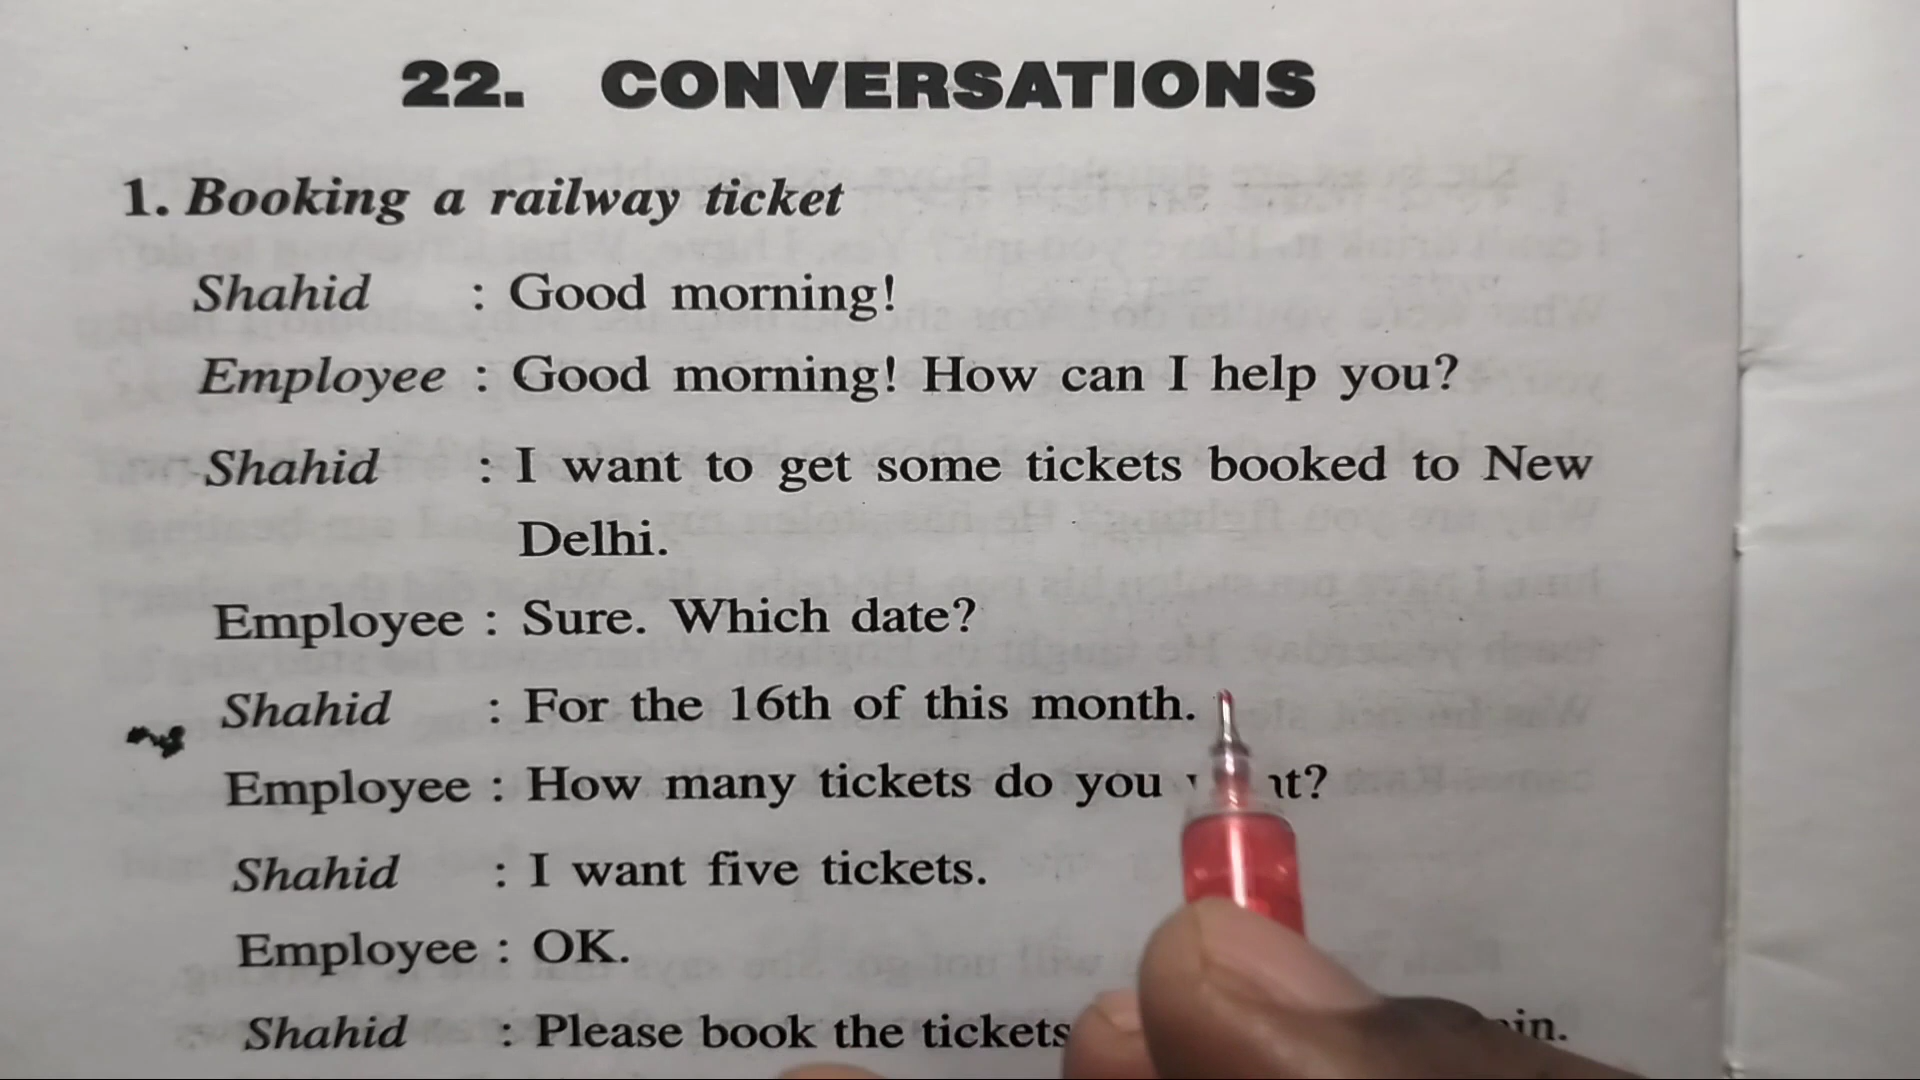 22. CONVERSATIONS
1. Booking a railway ticket
Shahid : Good morning!
Employee : Good morning! How can I help you?
Shahid : I want to get some tickets booked to New
Delhi.
Employee : Sure. Which date?
Shahid : For the 16th of this month.
Employee : How many tickets do you
Shahid : I want five tickets.
Employee : OK.
Shahid : Please book the tickets